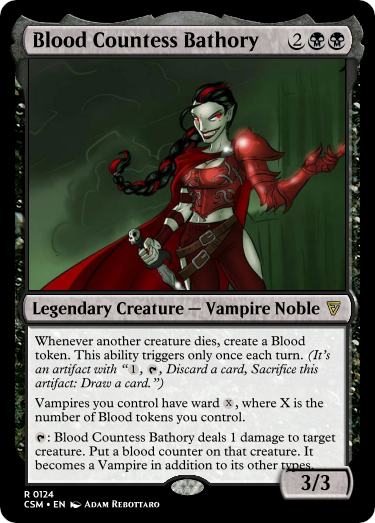 Blood Countess Bathory 2
Legendary Creature — Vampire Noble
Whenever another creature dies, create a Blood
token. This ability triggers only once each turn. (It's
an artifact with "1, , Discard a card, Sacrifice this
artifact: Draw a card.")
Vampires you control have ward X, where X is the
number of Blood tokens you control.
: Blood Countess Bathory deals 1 damage to target
creature. Put a blood counter on that creature. It
becomes a Vampire in addition to its other types.
3/3
R 0124
CSM • EN Adam Rebottaro